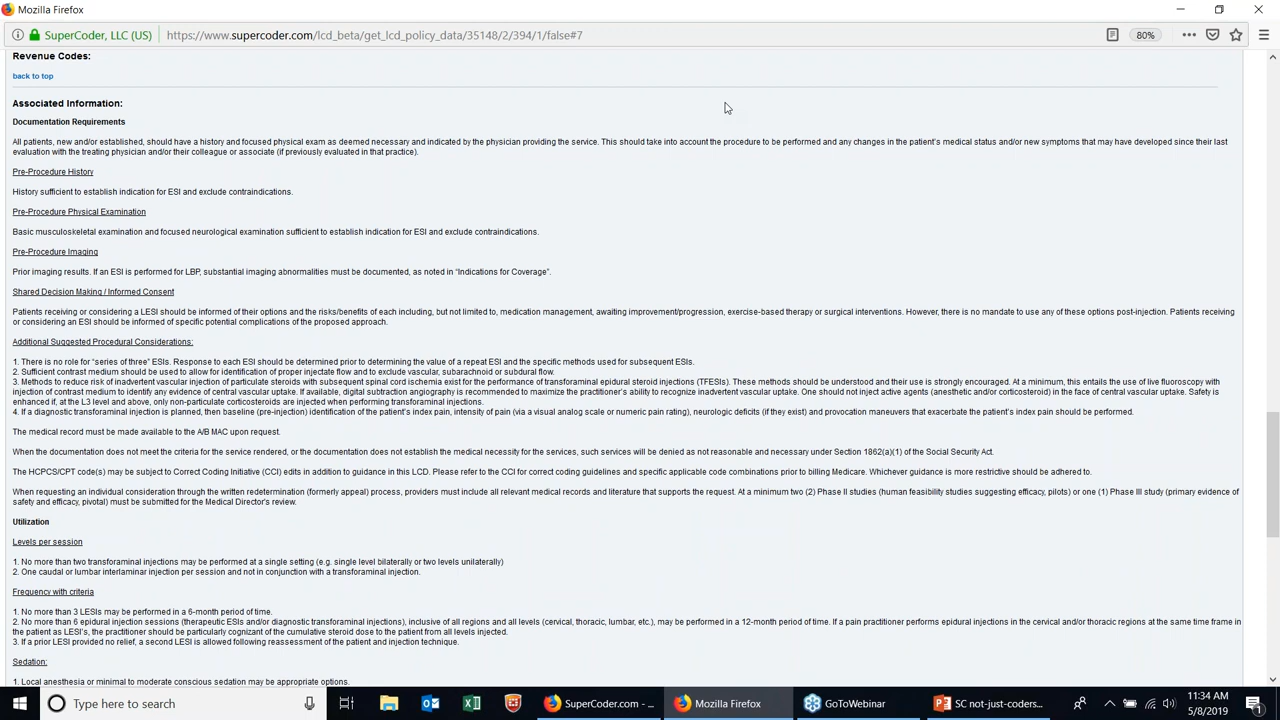 Mozilla Firefox
SuperCoder, LLC (US) https://www.supercoder.com/lcd_beta/get_lcd_policy_data/35148/2/394/1/false#7 80%
Revenue Codes:
back to top
Associated Information:
Documentation Requirements
All patients, new and/or established, should have a history and focused physical exam as deemed necessary and indicated by the physician providing the service. This should take into account the procedure to be performed and any changes in the patient's medical status and/or new symptoms that may have developed since their last
evaluation with the treating physician and/or their colleague or associate (if previously evaluated in that practice).
Pre-Procedure History
History sufficient to establish indication for ESI and exclude contraindications.
Pre-Procedure Physical Examination
Basic musculoskeletal examination and focused neurological examination sufficient to establish indication for ESI and exclude contraindications.
Pre-Procedure Imaging
Prior imaging results. If an ESI is performed for LBP, substantial imaging abnormalities must be documented, as noted in "Indications for Coverage".
Shared Decision Making / Informed Consent
Patients receiving or considering a LESI should be informed of their options and the risks/benefits of each including, but not limited to, medication management, awaiting improvement/progression, exercise-based therapy or surgical interventions. However, there is no mandate to use any of these options post-injection. Patients receiving
or considering an ESI should be informed of specific potential complications of the proposed approach.
Additional Suggested Procedural Considerations:
1. There is no role for "series of three" ESIs. Response to each ESI should be determined prior to determining the value of a repeat ESI and the specific methods used for subsequent ESIs.
2. Sufficient contrast medium should be used to allow for identification of proper injectate flow and to exclude vascular, subarachnoid or subdural flow.
3. Methods to reduce risk of inadvertent vascular injection of particulate steroids with subsequent spinal cord ischemia exist for the performance of transforaminal epidural steroid injections (TFESIs). These methods should be understood and their use is strongly encouraged. At a minimum, this entails the use of live fluoroscopy with
injection of contrast medium to identify any evidence of central vascular uptake. If available, digital subtraction angiography is recommended to maximize the practitioner's ability to recognize inadvertent vascular uptake. One should not inject active agents (anesthetic and/or corticosteroid) in the face of central vascular uptake. Safety is
enhanced if, at the L3 level and above, only non-particulate corticosteroids are injected when performing transforaminal injections.
4. If a diagnostic transforaminal injection is planned, then baseline (pre-injection) identification of the patient's index pain, intensity of pain (via a visual analog scale or numeric pain rating), neurologic deficits (if they exist) and provocation maneuvers that exacerbate the patient's index pain should be performed.
The medical record must be made available to the A/B MAC upon request.
When the documentation does not meet the criteria for the service rendered, or the documentation does not establish the medical necessity for the services, such services will be denied as not reasonable and necessary under Section 1862(a)(1) of the Social Security Act.
The HCPCS/CPT code(s) may be subject to Correct Coding Initiative (CCI) edits in addition to guidance in this LCD. Please refer to the CCI for correct coding guidelines and specific applicable code combinations prior to billing Medicare. Whichever guidance is more restrictive should be adhered to.
When requesting an individual consideration through the written redetermination (formerly appeal) process, providers must include all relevant medical records and literature that supports the request. At a minimum two (2) Phase II studies (human feasibility studies suggesting efficacy, pilots) or one (1) Phase III study (primary evidence of
safety and efficacy, pivotal) must be submitted for the Medical Director's review.
Utilization
Levels per session
1. No more than two transforaminal injections may be performed at a single setting (e.g. single level bilaterally or two levels unilaterally)
2. One caudal or lumbar interlaminar injection per session and not in conjunction with a transforaminal injection.
Frequency with criteria
1. No more than 3 LESIs may be performed in a 6-month period of time.
2. No more than 6 epidural injection sessions (therapeutic ESIs and/or diagnostic transforaminal injections), inclusive of all regions and all levels (cervical, thoracic, lumbar, etc.), may be performed in a 12-month period of time. If a pain practitioner performs epidural injections in the cervical and/or thoracic regions at the same time frame in
the patient as LESI's, the practitioner should be particularly cognizant of the cumulative steroid dose to the patient from all levels injected.
3. If a prior LESI provided no relief, a second LESI is allowed following reassessment of the patient and injection technique.
Sedation:
1. Local anesthesia or minimal to moderate conscious sedation may be appropriate options.
Type here to search SuperCoder.com - ... Mozilla Firefox GoToWebinar SC not-just-coders... 11:34 AM
5/8/2019